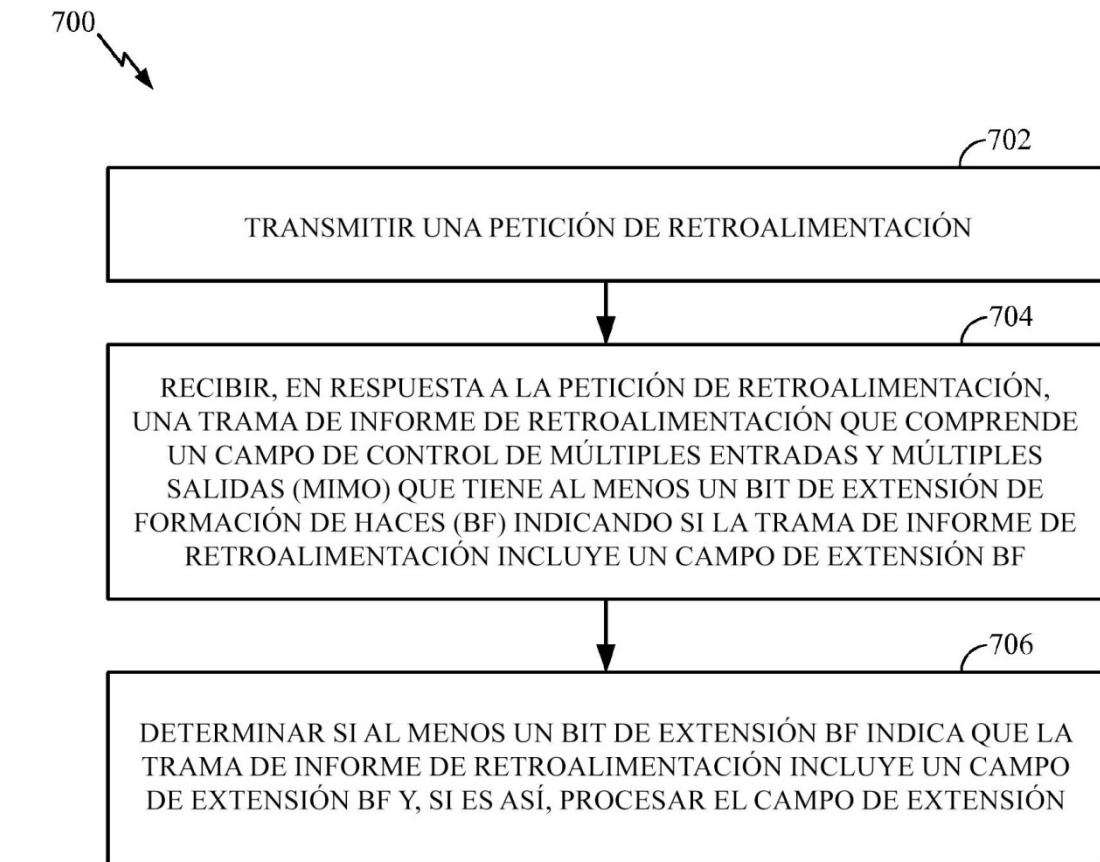 700
702
TRANSMITIR UNA PETICIÓN DE RETROALIMENTACIÓN
704
RECIBIR, EN RESPUESTA A LA PETICIÓN DE RETROALIMENTACIÓN,
UNA TRAMA DE INFORME DE RETROALIMENTACIÓN QUE COMPRENDE
UN CAMPO DE CONTROL DE MÚLTIPLES ENTRADAS Y MÚLTIPLES
SALIDAS (MIMO) QUE TIENE AL MENOS UN BIT DE EXTENSIÓN DE
FORMACIÓN DE HACES (BF) INDICANDO SI LA TRAMA DE INFORME DE
RETROALIMENTACIÓN INCLUYE UN CAMPO DE EXTENSIÓN BF
706
DETERMINAR SI AL MENOS UN BIT DE EXTENSIÓN BF INDICA QUE LA
TRAMA DE INFORME DE RETROALIMENTACIÓN INCLUYE UN CAMPO
DE EXTENSIÓN BF Y, SI ES ASÍ, PROCESAR EL CAMPO DE EXTENSIÓN